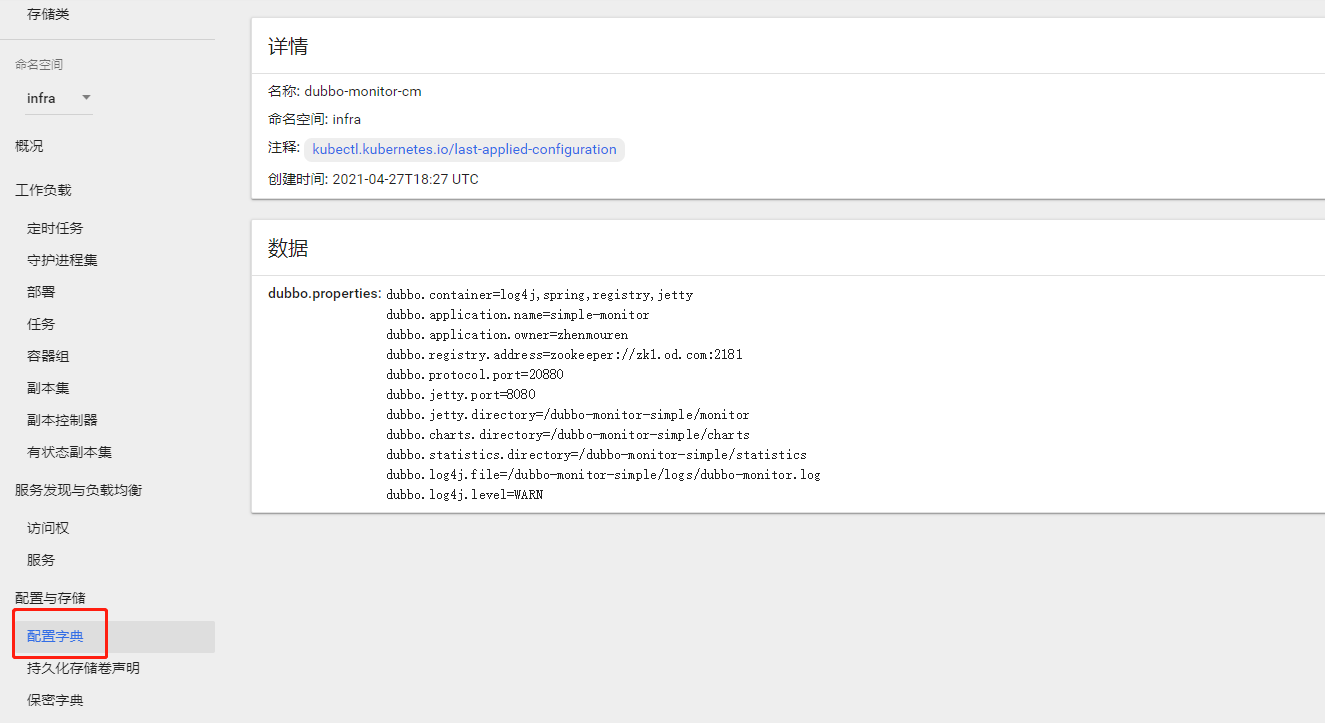 存储类
命名空间
infra
概况
工作负载
定时任务
守护进程集
部署
任务
容器组
副本集
副本控制器
有状态副本集
服务发现与负载均衡
访问权
服务
配置与存储
配置字典
持久化存储卷声明
保密字典
详情
名称: dubbo-monitor-cm
命名空间: infra
注释: kubectl.kubernetes.io/last-applied-configuration
创建时间: 2021-04-27T18:27 UTC
数据
dubbo.properties: dubbo.container=log4j,spring,registry,jetty
dubbo.application.name=simple-monitor
dubbo.application.owner=zhenmouren
dubbo.registry.address=zookeeper://zk1.od.com:2181
dubbo.protocol.port=20880
dubbo.jetty.port=8080
dubbo.jetty.directory=/dubbo-monitor-simple/monitor
dubbo.charts.directory=/dubbo-monitor-simple/charts
dubbo.statistics.directory=/dubbo-monitor-simple/statistics
dubbo.log4j.file=/dubbo-monitor-simple/logs/dubbo-monitor.log
dubbo.log4j.level=WARN